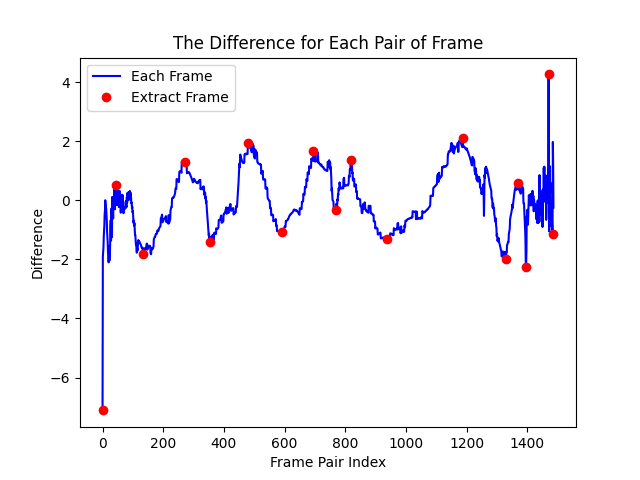 The Difference for Each Pair of Frame
Each Frame
Extract Frame
4
2
0
−2
−4
−6
Difference
0 200 400 600 800 1000 1200 1400
Frame Pair Index